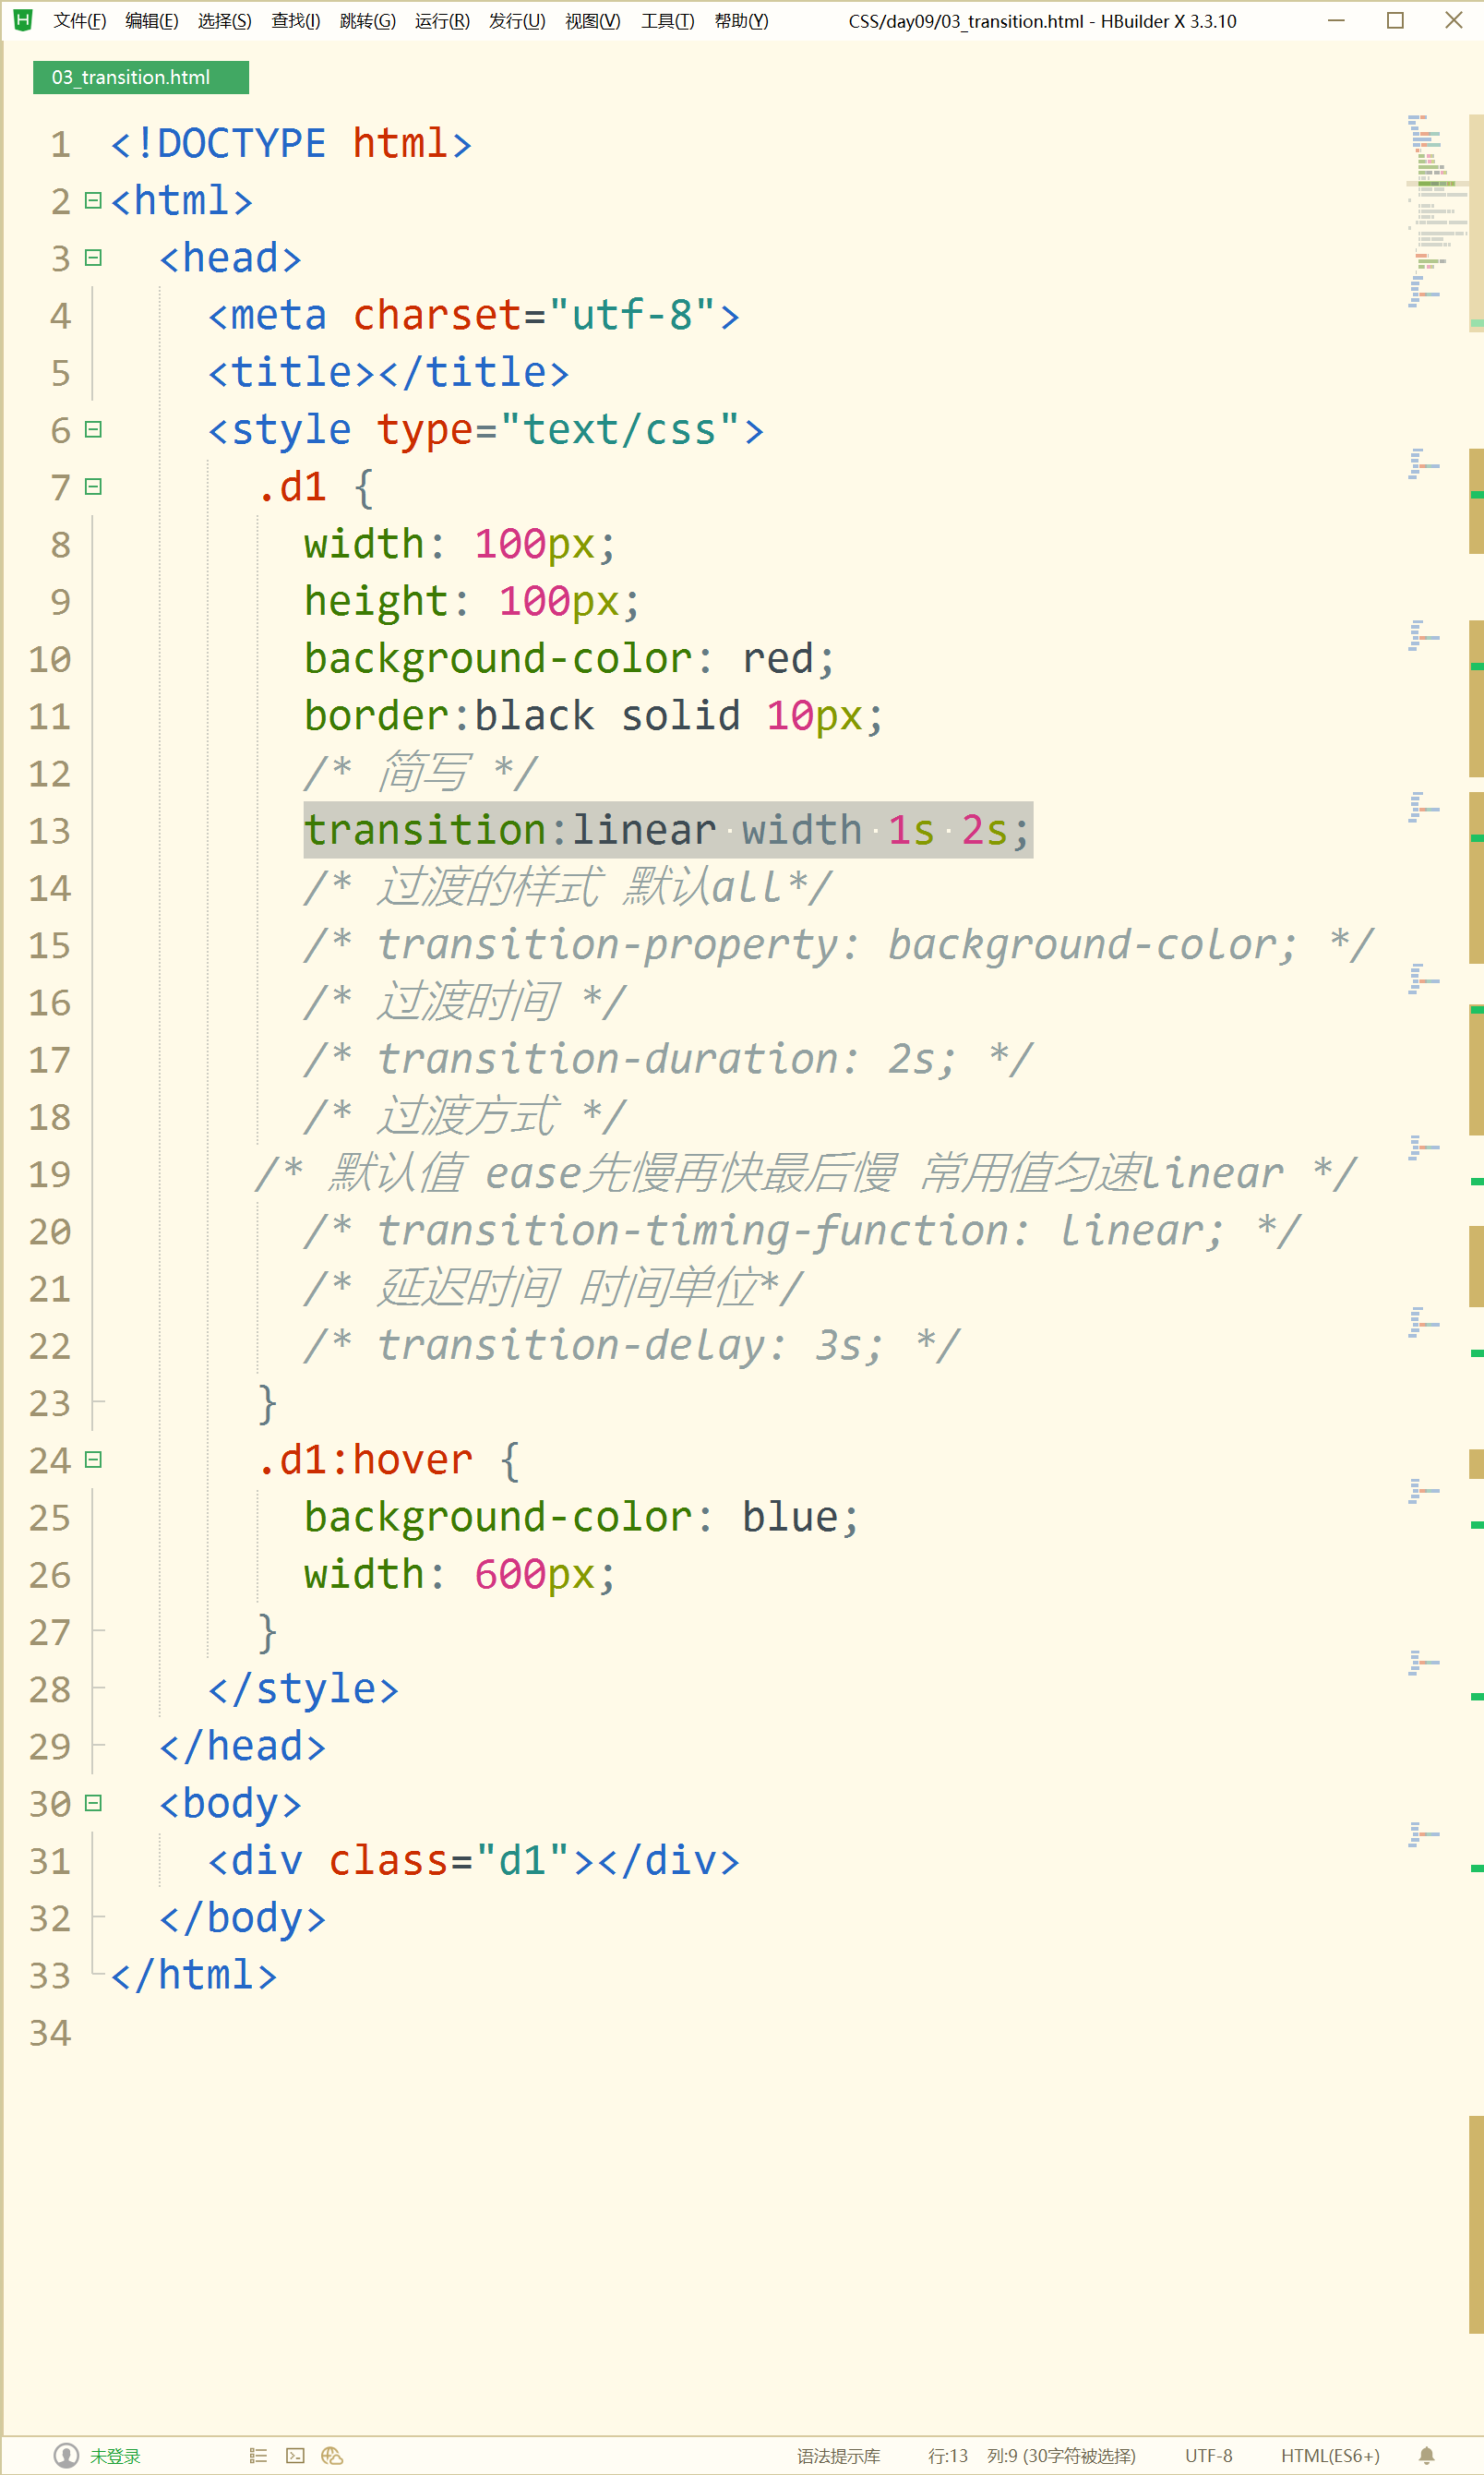 文件(F) 编辑(E) 选择(S) 查找(I) 跳转(G) 运行(R) 发行(U) 视图(V) 工具(T) 帮助(Y) CSS/day09/03_transition.html - HBuilder X 3.3.10
03_transition.html
1 <!DOCTYPE html>
2 <html>
3 <head>
4 <meta charset="utf-8">
5 <title></title>
6 <style type="text/css">
7 .d1 {
8 width: 100px;
9 height: 100px;
10 background-color: red;
11 border:black solid 10px;
12 /* 简写 */
13 transition:linear width 1s 2s;
14 /* 过渡的样式 默认all*/
15 /* transition-property: background-color; */
16 /* 过渡时间 */
17 /* transition-duration: 2s; */
18 /* 过渡方式 */
19 /* 默认值 ease先慢再快最后慢 常用值匀速linear */
20 /* transition-timing-function: linear; */
21 /* 延迟时间 时间单位*/
22 /* transition-delay: 3s; */
23 }
24 .d1:hover {
25 background-color: blue;
26 width: 600px;
27 }
28 </style>
29 </head>
30 <body>
31 <div class="d1"></div>
32 </body>
33 </html>
34
未登录 语法提示库 行:13 列:9 (30字符被选择) UTF-8 HTML(ES6+)